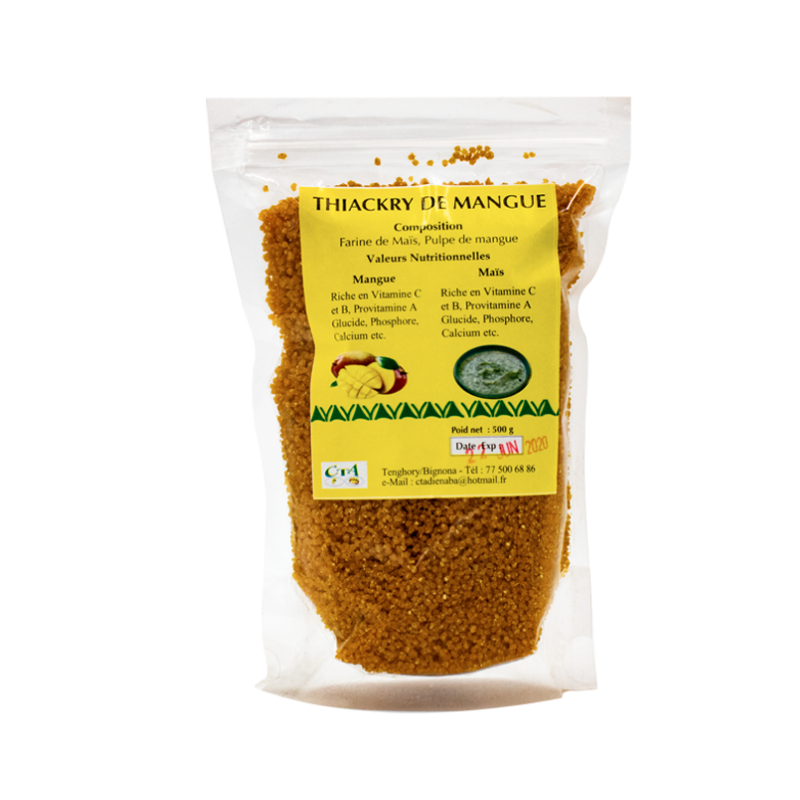 THIACKRY DE MANGUE
Composition
Farine de Maïs, Pulpe de mangue
Valeurs Nutritionnelles
Mangue
Riche en Vitamine C
et B, Provitamine A
Glucide, Phosphore,
Calcium etc.
Maïs
Riche en Vitamine C
et B, Provitamine A
Glucide, Phosphore,
Calcium etc.
Poid net : 500 g
Date Exp 22 JUN 2020
CTA
Tenghory/Bignona - Tél : 77 500 68 86
e-Mail : ctadienaba@hotmail.fr